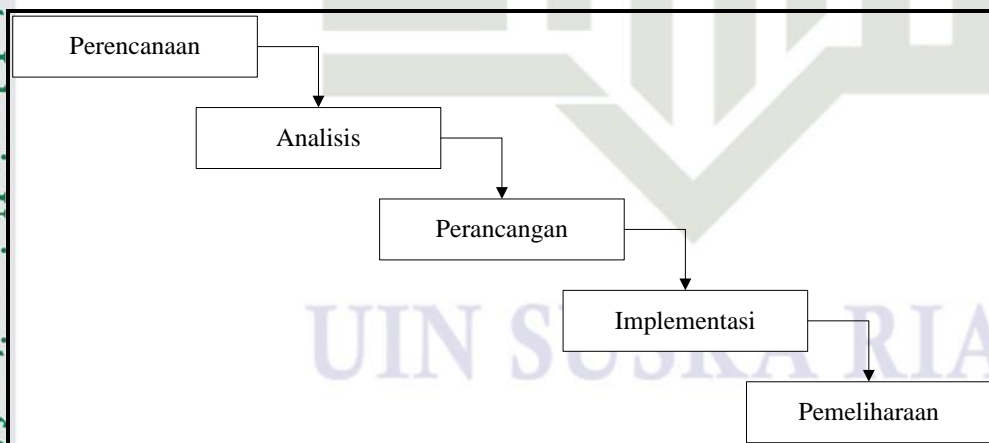 Perencanaan
Analisis
Perancangan
Implementasi
UIN SUSKA RIA
Pemeliharaan